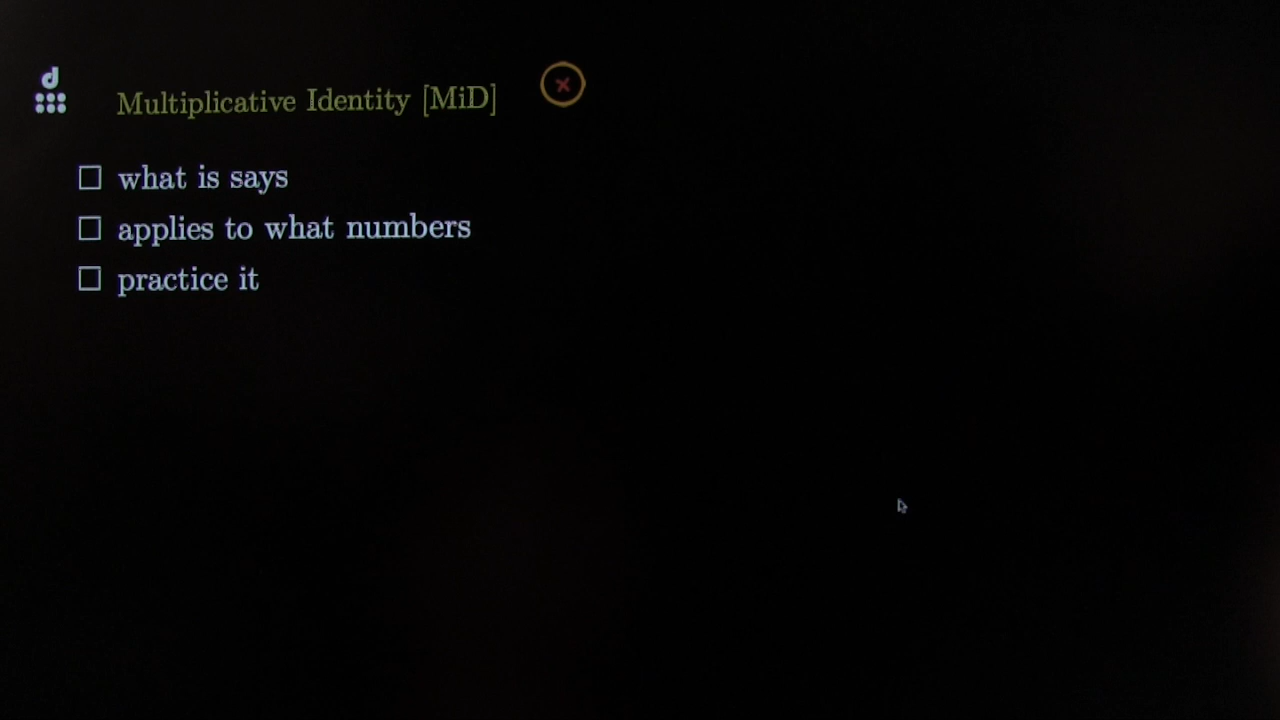 d
Multiplicative Identity [MiD]
×
☐ what is says
☐ applies to what numbers
☐ practice it